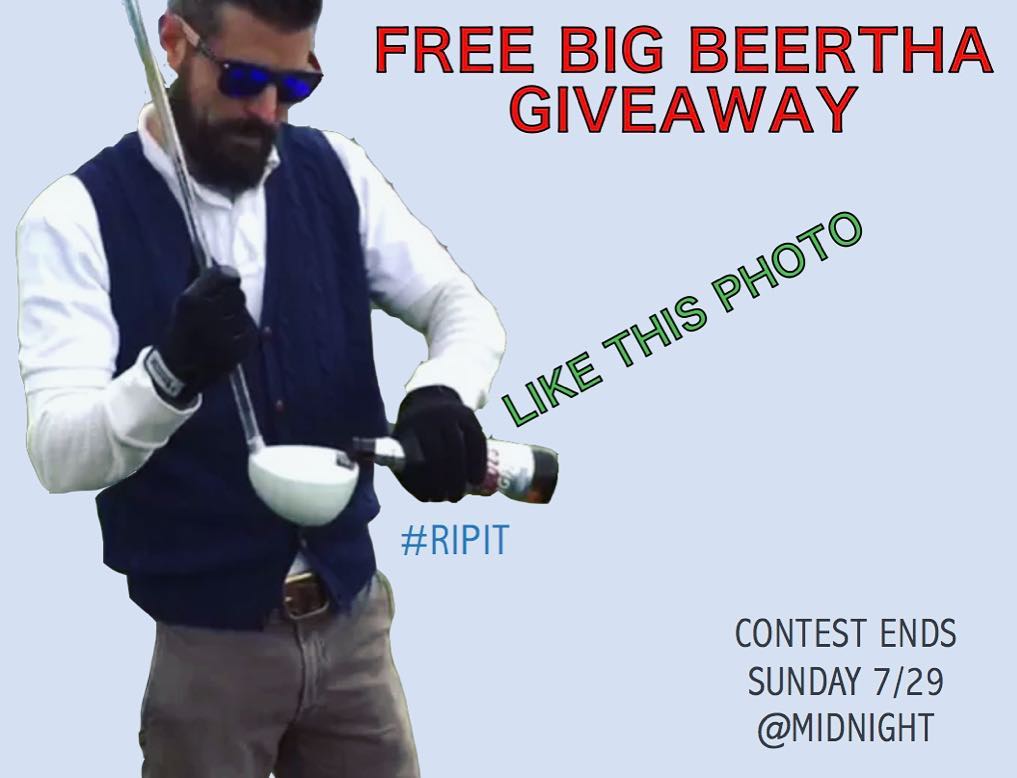 FREE BIG BEERTHA
GIVEAWAY
LIKE THIS PHOTO
#RIPIT
CONTEST ENDS
SUNDAY 7/29
@MIDNIGHT